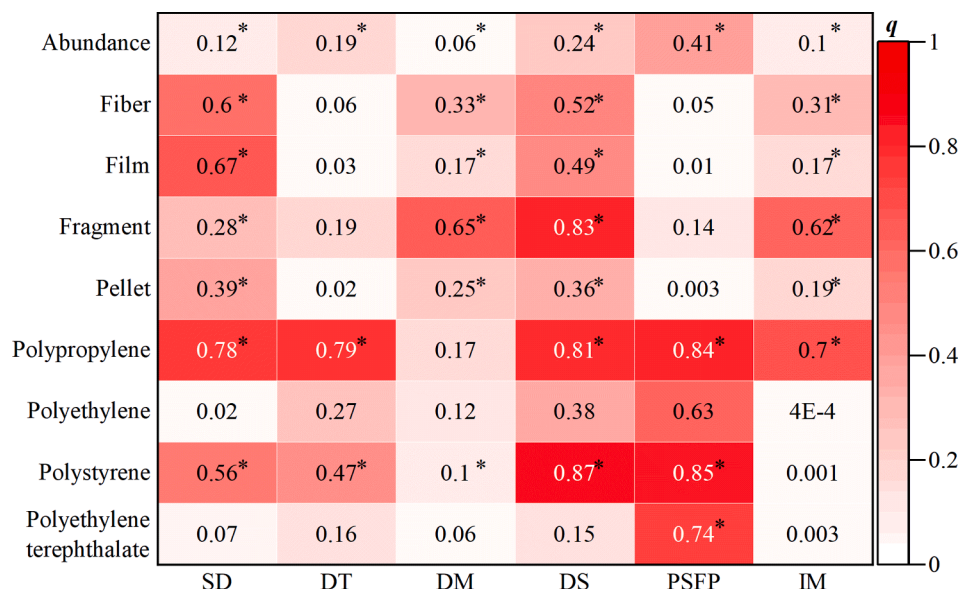 q
Abundance 0.12* 0.19* 0.06* 0.24* 0.41* 0.1* 1
Fiber 0.6* 0.06 0.33* 0.52* 0.05 0.31*
0.8
Film 0.67* 0.03 0.17* 0.49* 0.01 0.17*
Fragment 0.28* 0.19 0.65* 0.83* 0.14 0.62*
0.6
Pellet 0.39* 0.02 0.25* 0.36* 0.003 0.19*
Polypropylene 0.78* 0.79* 0.17 0.81* 0.84* 0.7*
0.4
Polyethylene 0.02 0.27 0.12 0.38 0.63 4E-4
Polystyrene 0.56* 0.47* 0.1* 0.87* 0.85* 0.001
0.2
Polyethylene
terephthalate 0.07 0.16 0.06 0.15 0.74* 0.003
0
SD DT DM DS PSFP IM